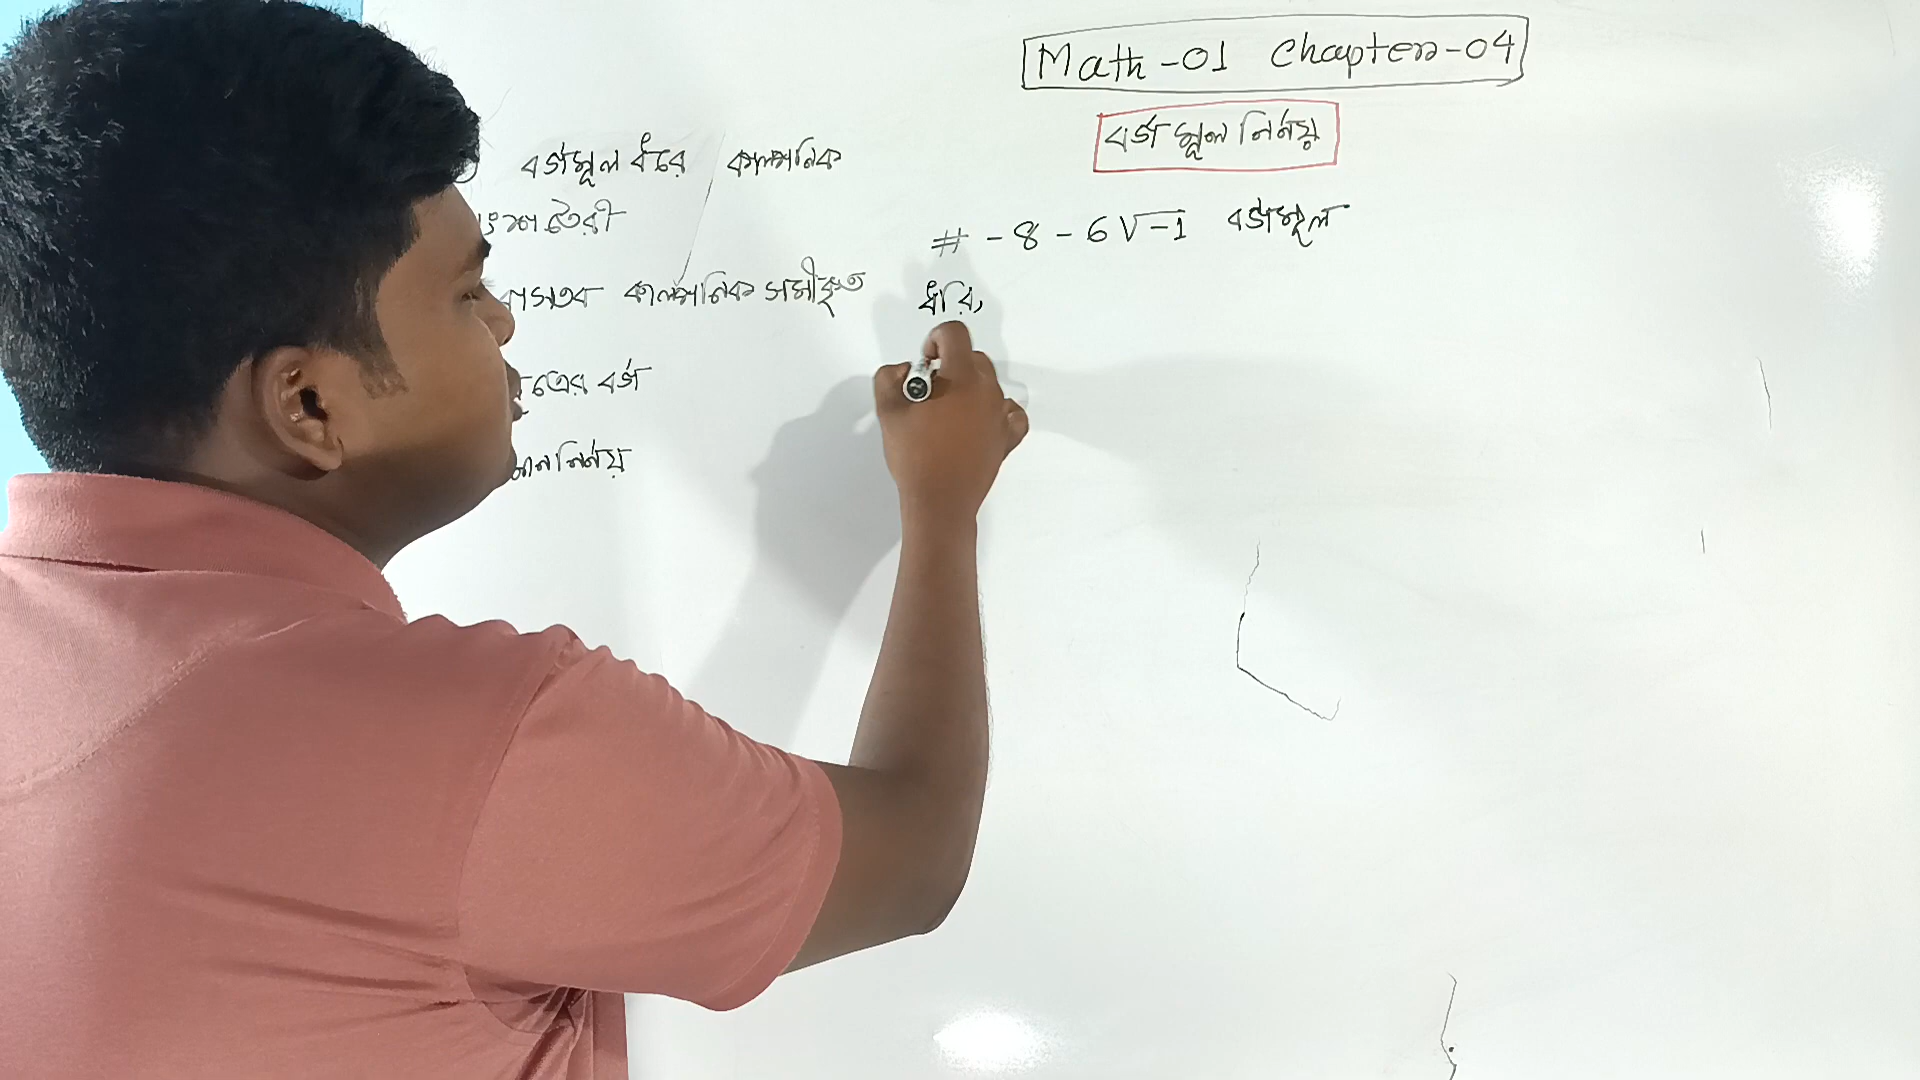 Math-01 Chapter-04
বর্গমূল নির্ণয়
বর্গমূল ধরে কাল্পনিক
তৈরী
কাল্পনিক সমীকৃত
বর্গ
নির্ণয়
# -8-6√-1 বর্গমূল
ধরি,